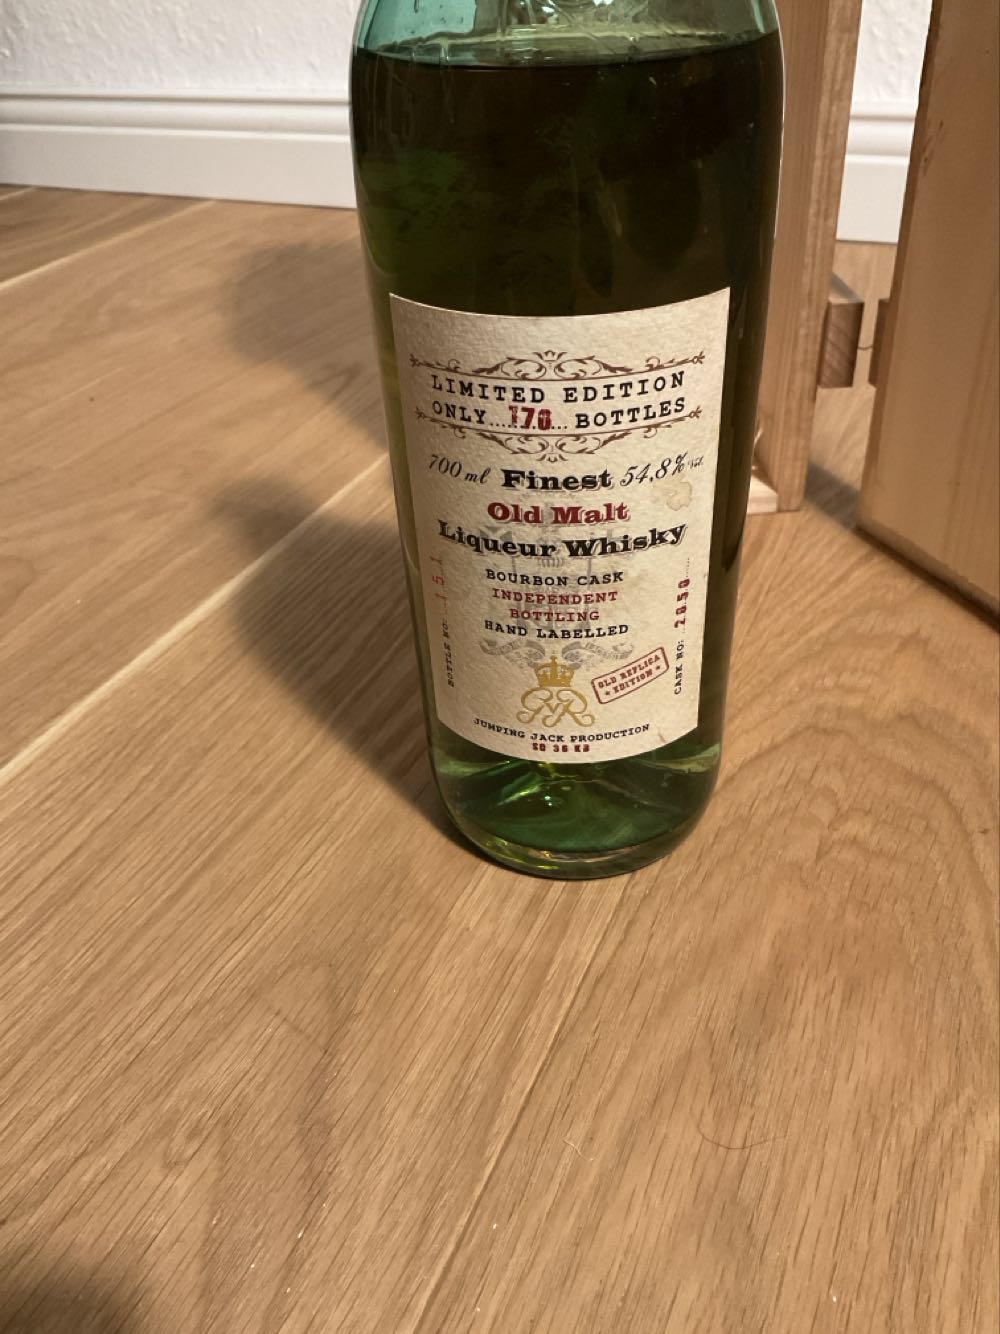 LIMITED EDITION
ONLY...170... BOTTLES
700 ml Finest 54,8% Vol.
Old Malt
Liqueur Whisky
BOURBON CASK
INDEPENDENT
BOTTLING
HAND LABELLED
BOTTLE NO: ...151
CASK NO: ..2850.....
OLD REPLICA
★ EDITION ★
GVR
JUMPING JACK PRODUCTION